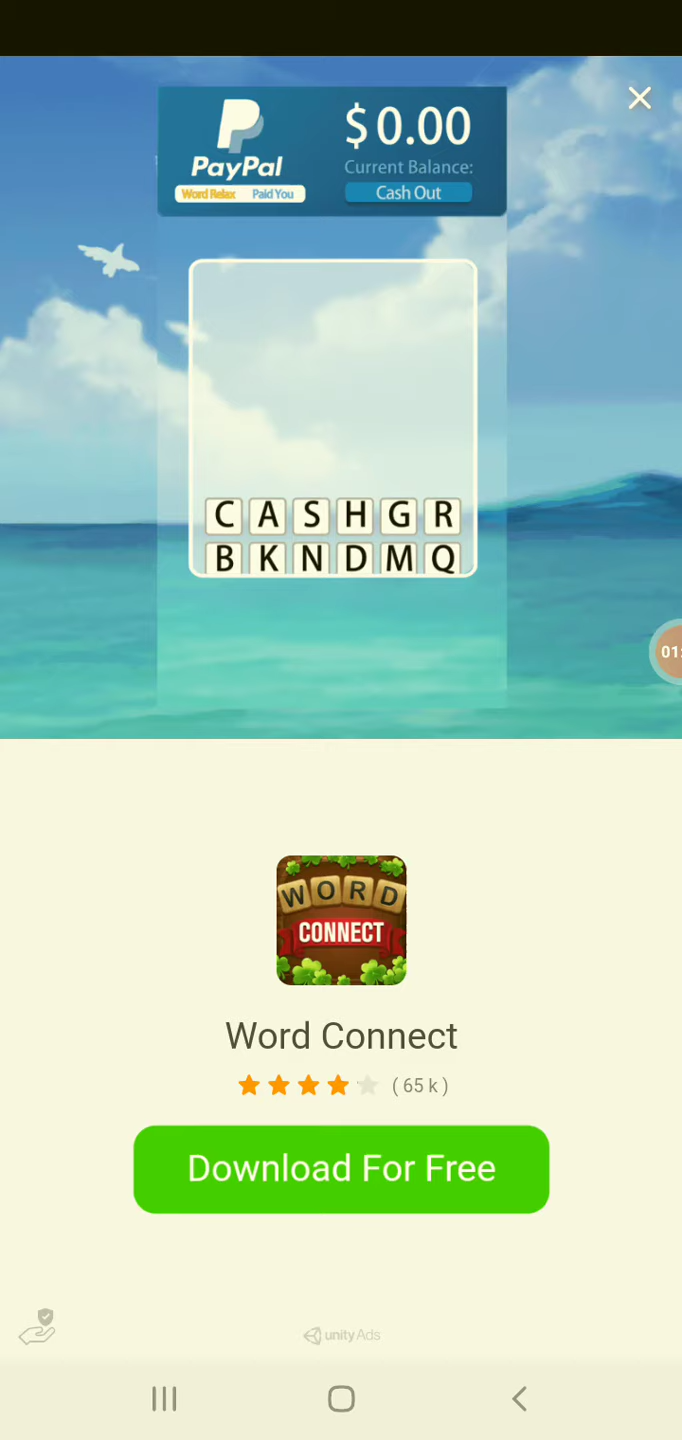 PayPal
Word Relax Paid You
$0.00
Current Balance:
Cash Out
C A S H G R
B K N D M Q
01:
WORD
CONNECT
Word Connect
( 65 k )
Download For Free
unity Ads